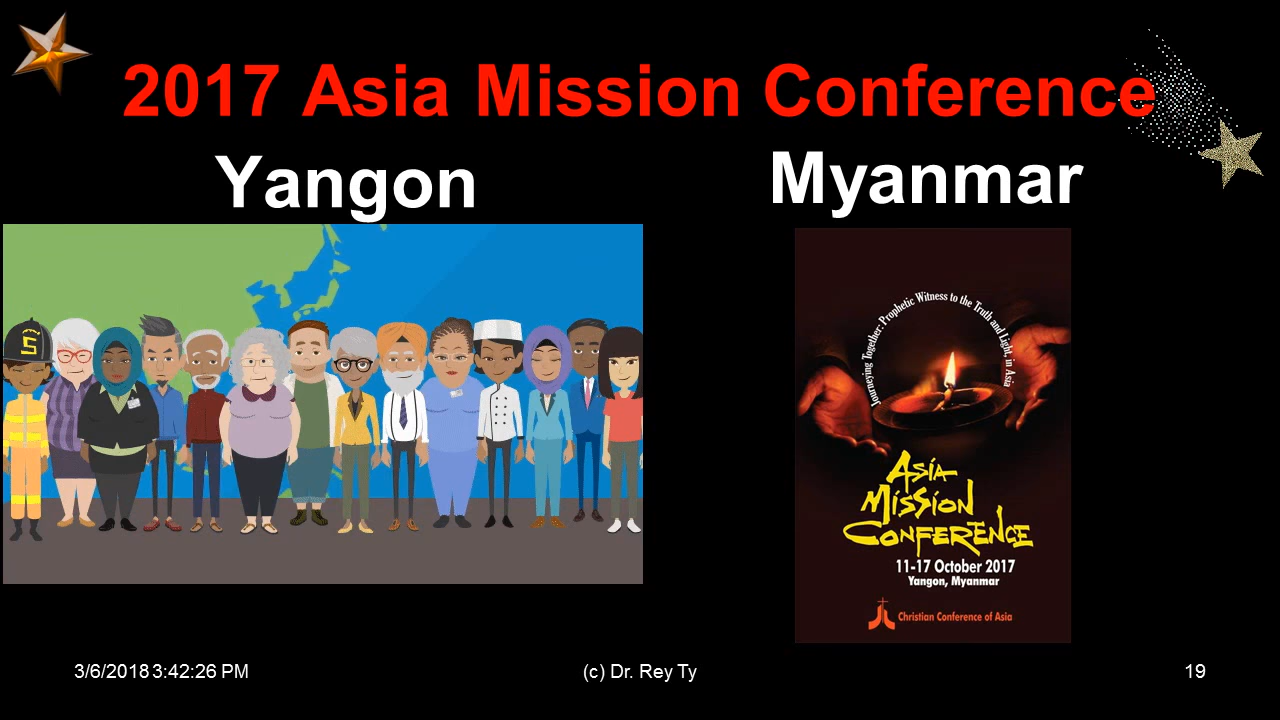 2017 Asia Mission Conference
Yangon
Myanmar
5
Journeying Together: Prophetic Witness to the Truth and Light, in Asia
ASIA
MISSION
CONFERENCE
11-17 October 2017
Yangon, Myanmar
Christian Conference of Asia
3/6/2018 3:42:26 PM
(c) Dr. Rey Ty
19